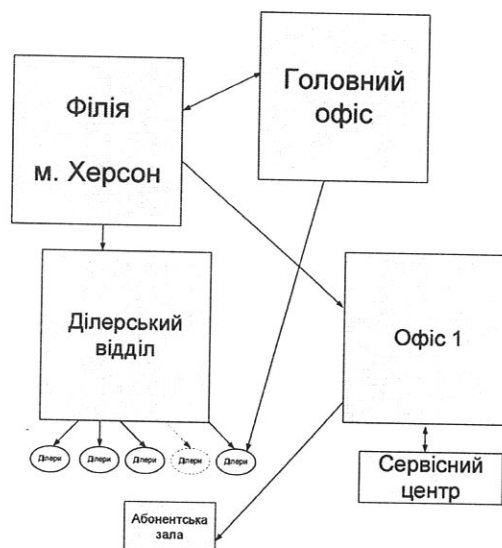 Філія
м. Херсон
Головний
офіс
Ділерський
відділ
Офіс 1
Ділери
Ділери
Ділери
Ділери
Ділери
Сервісний
центр
Абонентська
зала